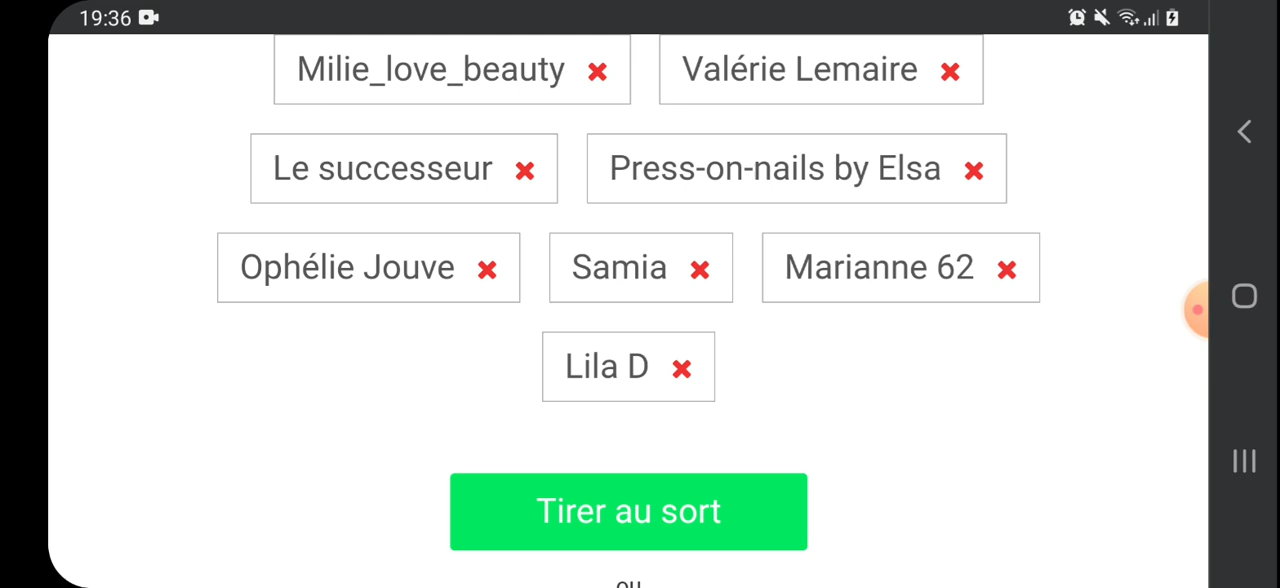 19:36
Milie_love_beauty Valérie Lemaire
Le successeur Press-on-nails by Elsa
Ophélie Jouve Samia Marianne 62
Lila D
Tirer au sort
ou